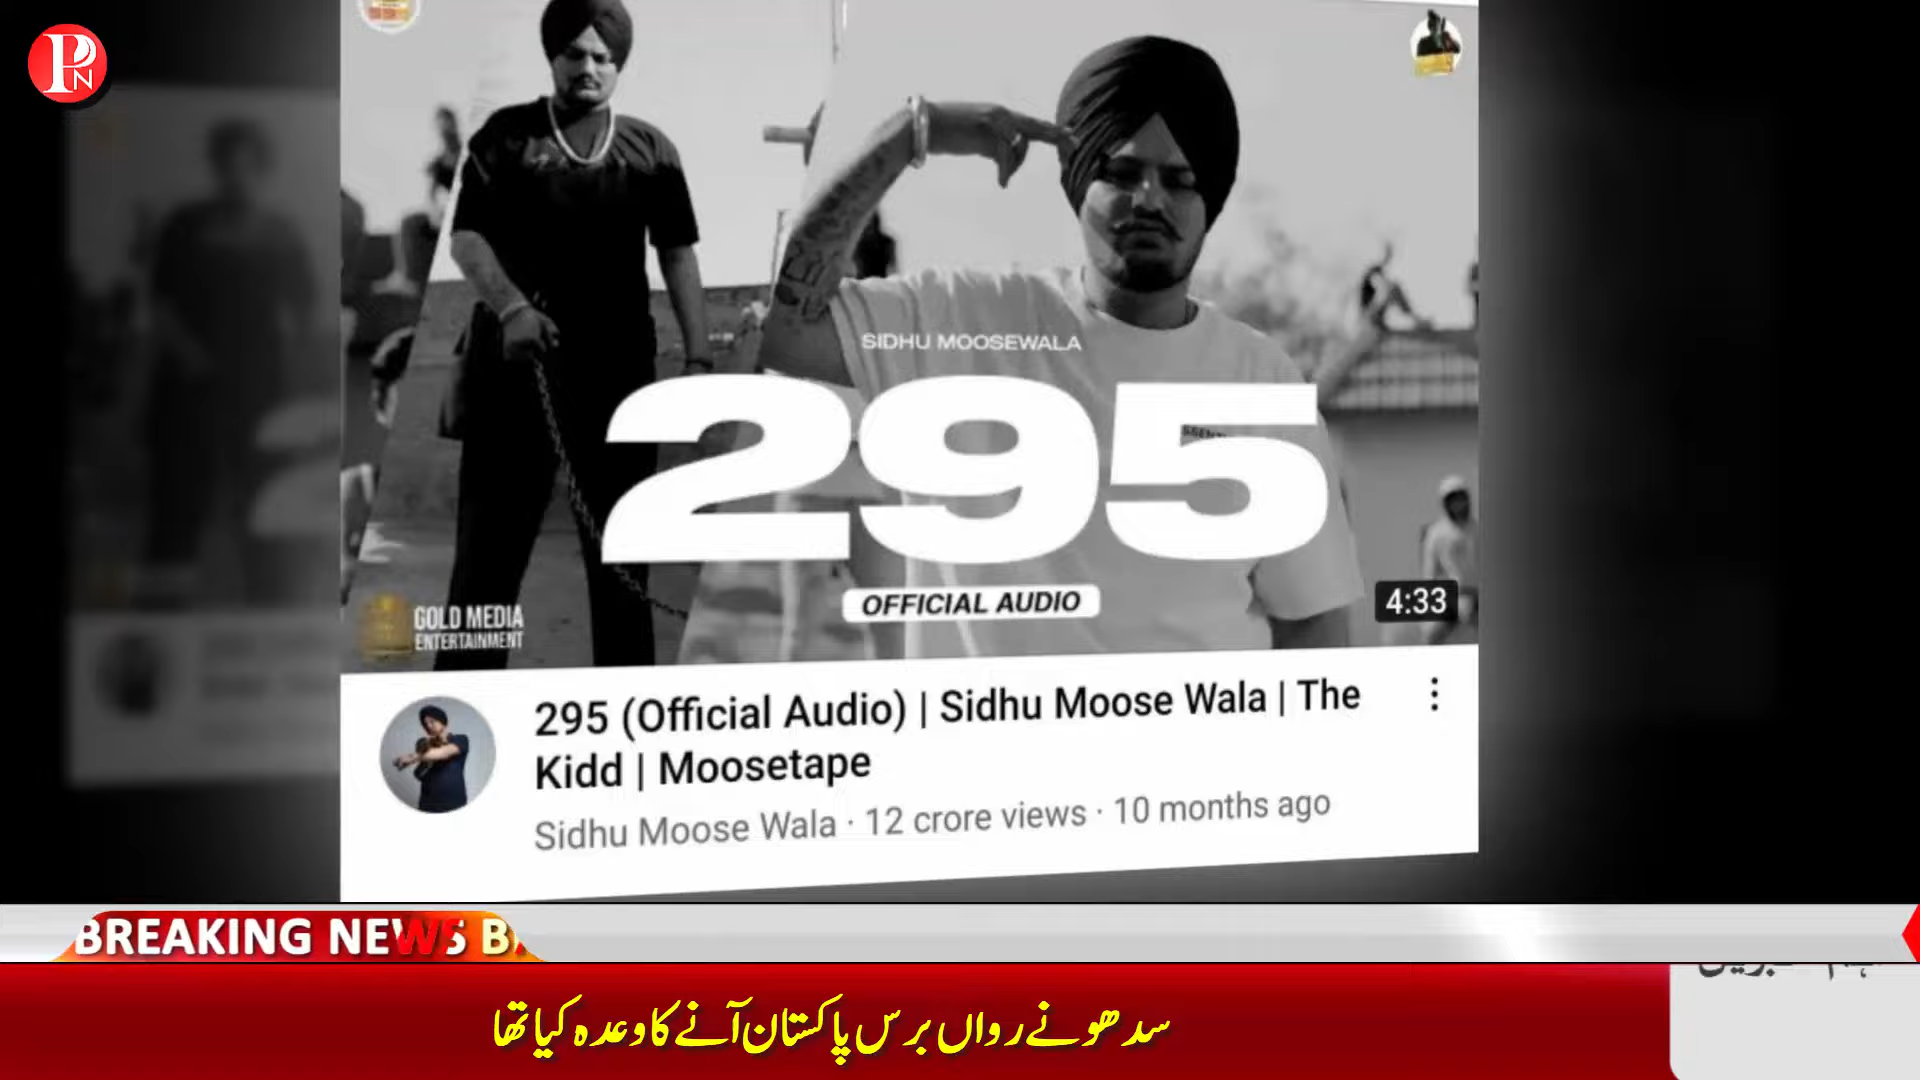 PN
SIDHU MOOSEWALA
295
OFFICIAL AUDIO
GOLD MEDIA
ENTERTAINMENT
4:33
295 (Official Audio) | Sidhu Moose Wala | The
Kidd | Moosetape
Sidhu Moose Wala · 12 crore views · 10 months ago
BREAKING NEWS
سدھو نے رواں برس پاکستان آنے کا وعدہ کیا تھا